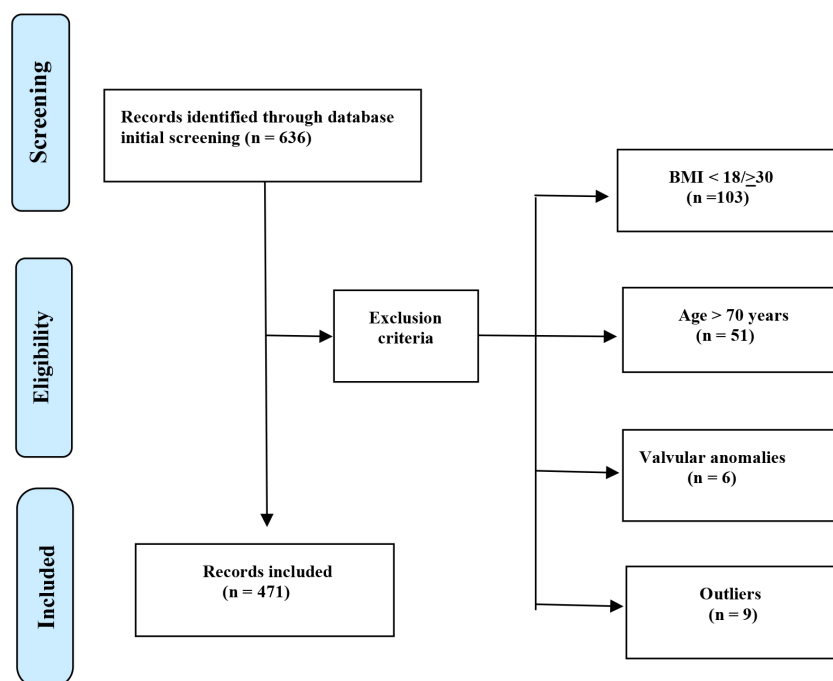 Screening
Records identified through database
initial screening (n = 636)
BMI < 18/≥30
(n =103)
Eligibility
Exclusion
criteria
Age > 70 years
(n = 51)
Valvular anomalies
(n = 6)
Included
Records included
(n = 471)
Outliers
(n = 9)